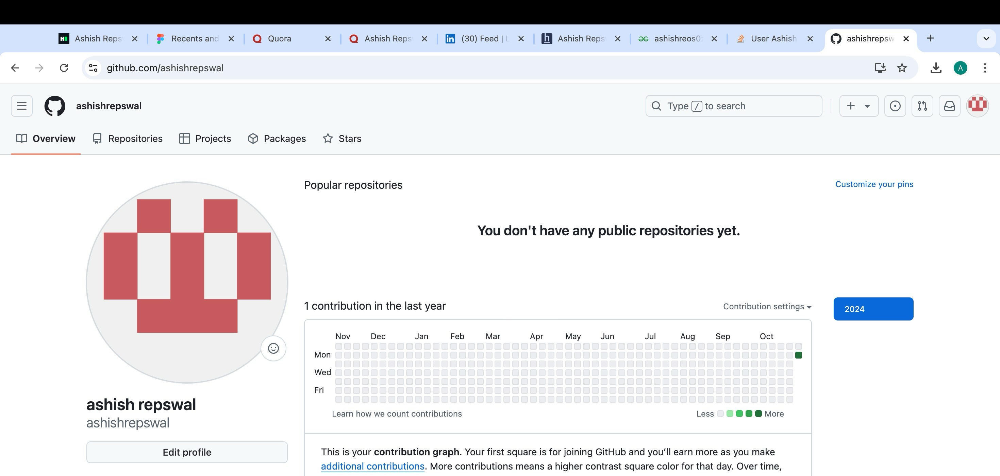 Ashish Reps
Recents and
Quora
Ashish Reps
(30) Feed | L
Ashish Reps
ashishreos0
User Ashish
ashishrepsw
github.com/ashishrepswal
A
ashishrepswal
Type / to search
Overview
Repositories
Projects
Packages
Stars
Popular repositories
Customize your pins
You don't have any public repositories yet.
1 contribution in the last year
Contribution settings
2024
Nov Dec Jan Feb Mar Apr May Jun Jul Aug Sep Oct
Mon
Wed
Fri
Learn how we count contributions
Less More
ashish repswal
ashishrepswal
Edit profile
This is your contribution graph. Your first square is for joining GitHub and you’ll earn more as you make
additional contributions. More contributions means a higher contrast square color for that day. Over time,